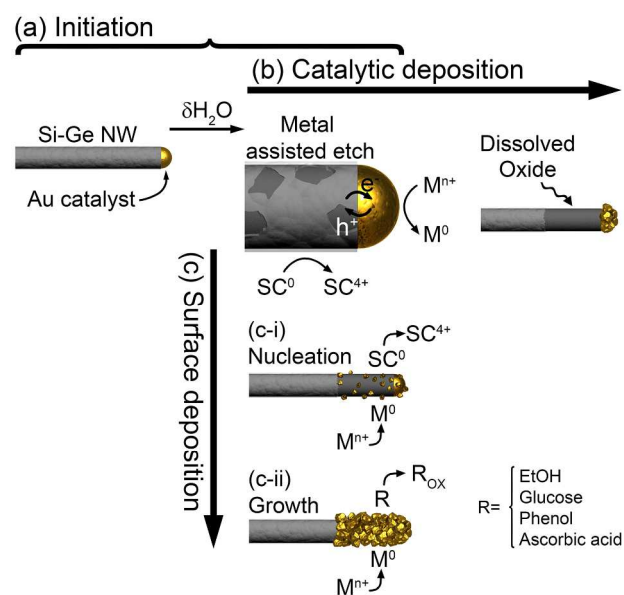 (a) Initiation
(b) Catalytic deposition
Si-Ge NW
δH₂O
Au catalyst
Metal
assisted etch
e⁻
h⁺
Mⁿ⁺
M⁰
SC⁰
SC⁴⁺
Dissolved
Oxide
(c) Surface deposition
(c-i)
Nucleation
SC⁰
SC⁴⁺
M⁰
Mⁿ⁺
(c-ii)
Growth
R
R_OX
M⁰
Mⁿ⁺
R=
EtOH
Glucose
Phenol
Ascorbic acid